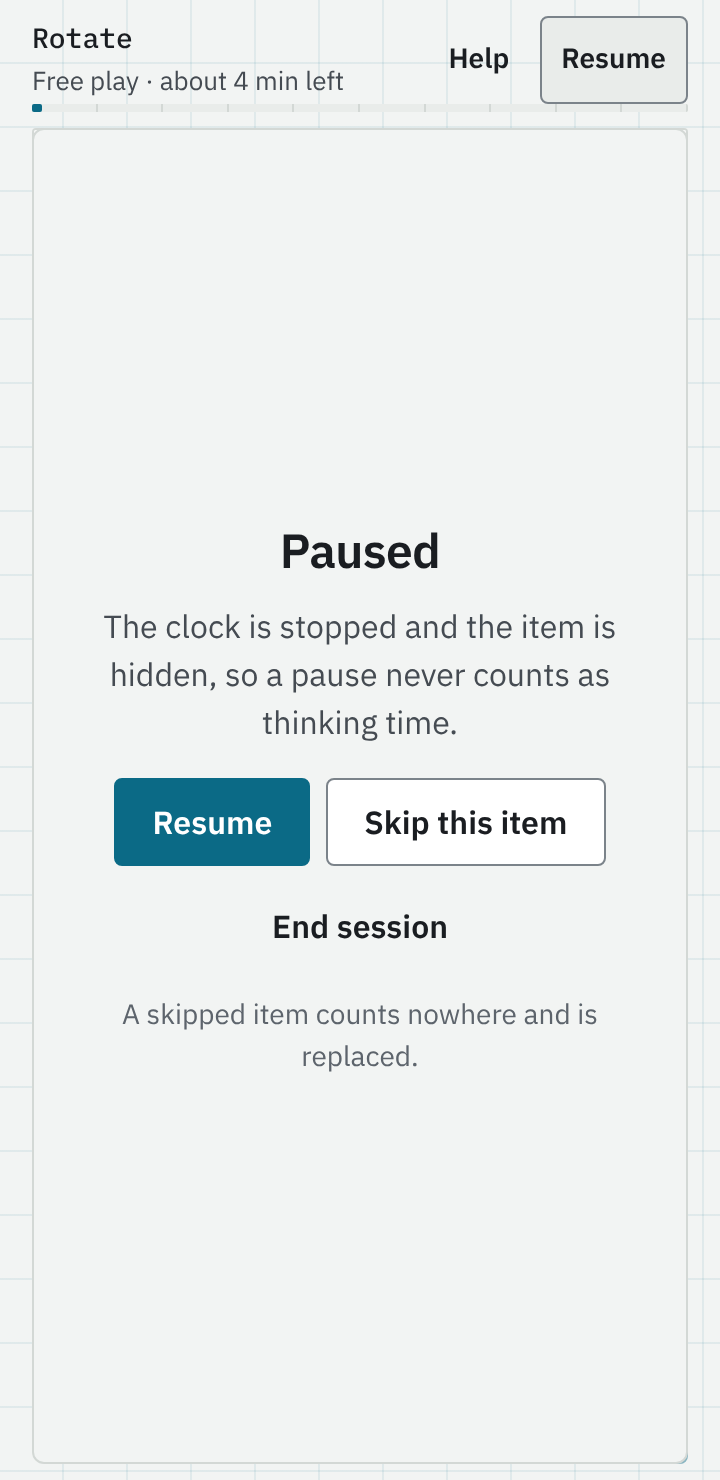 Rotate
Free play · about 4 min left
Help
Resume
Paused
The clock is stopped and the item is
hidden, so a pause never counts as
thinking time.
Resume
Skip this item
End session
A skipped item counts nowhere and is
replaced.